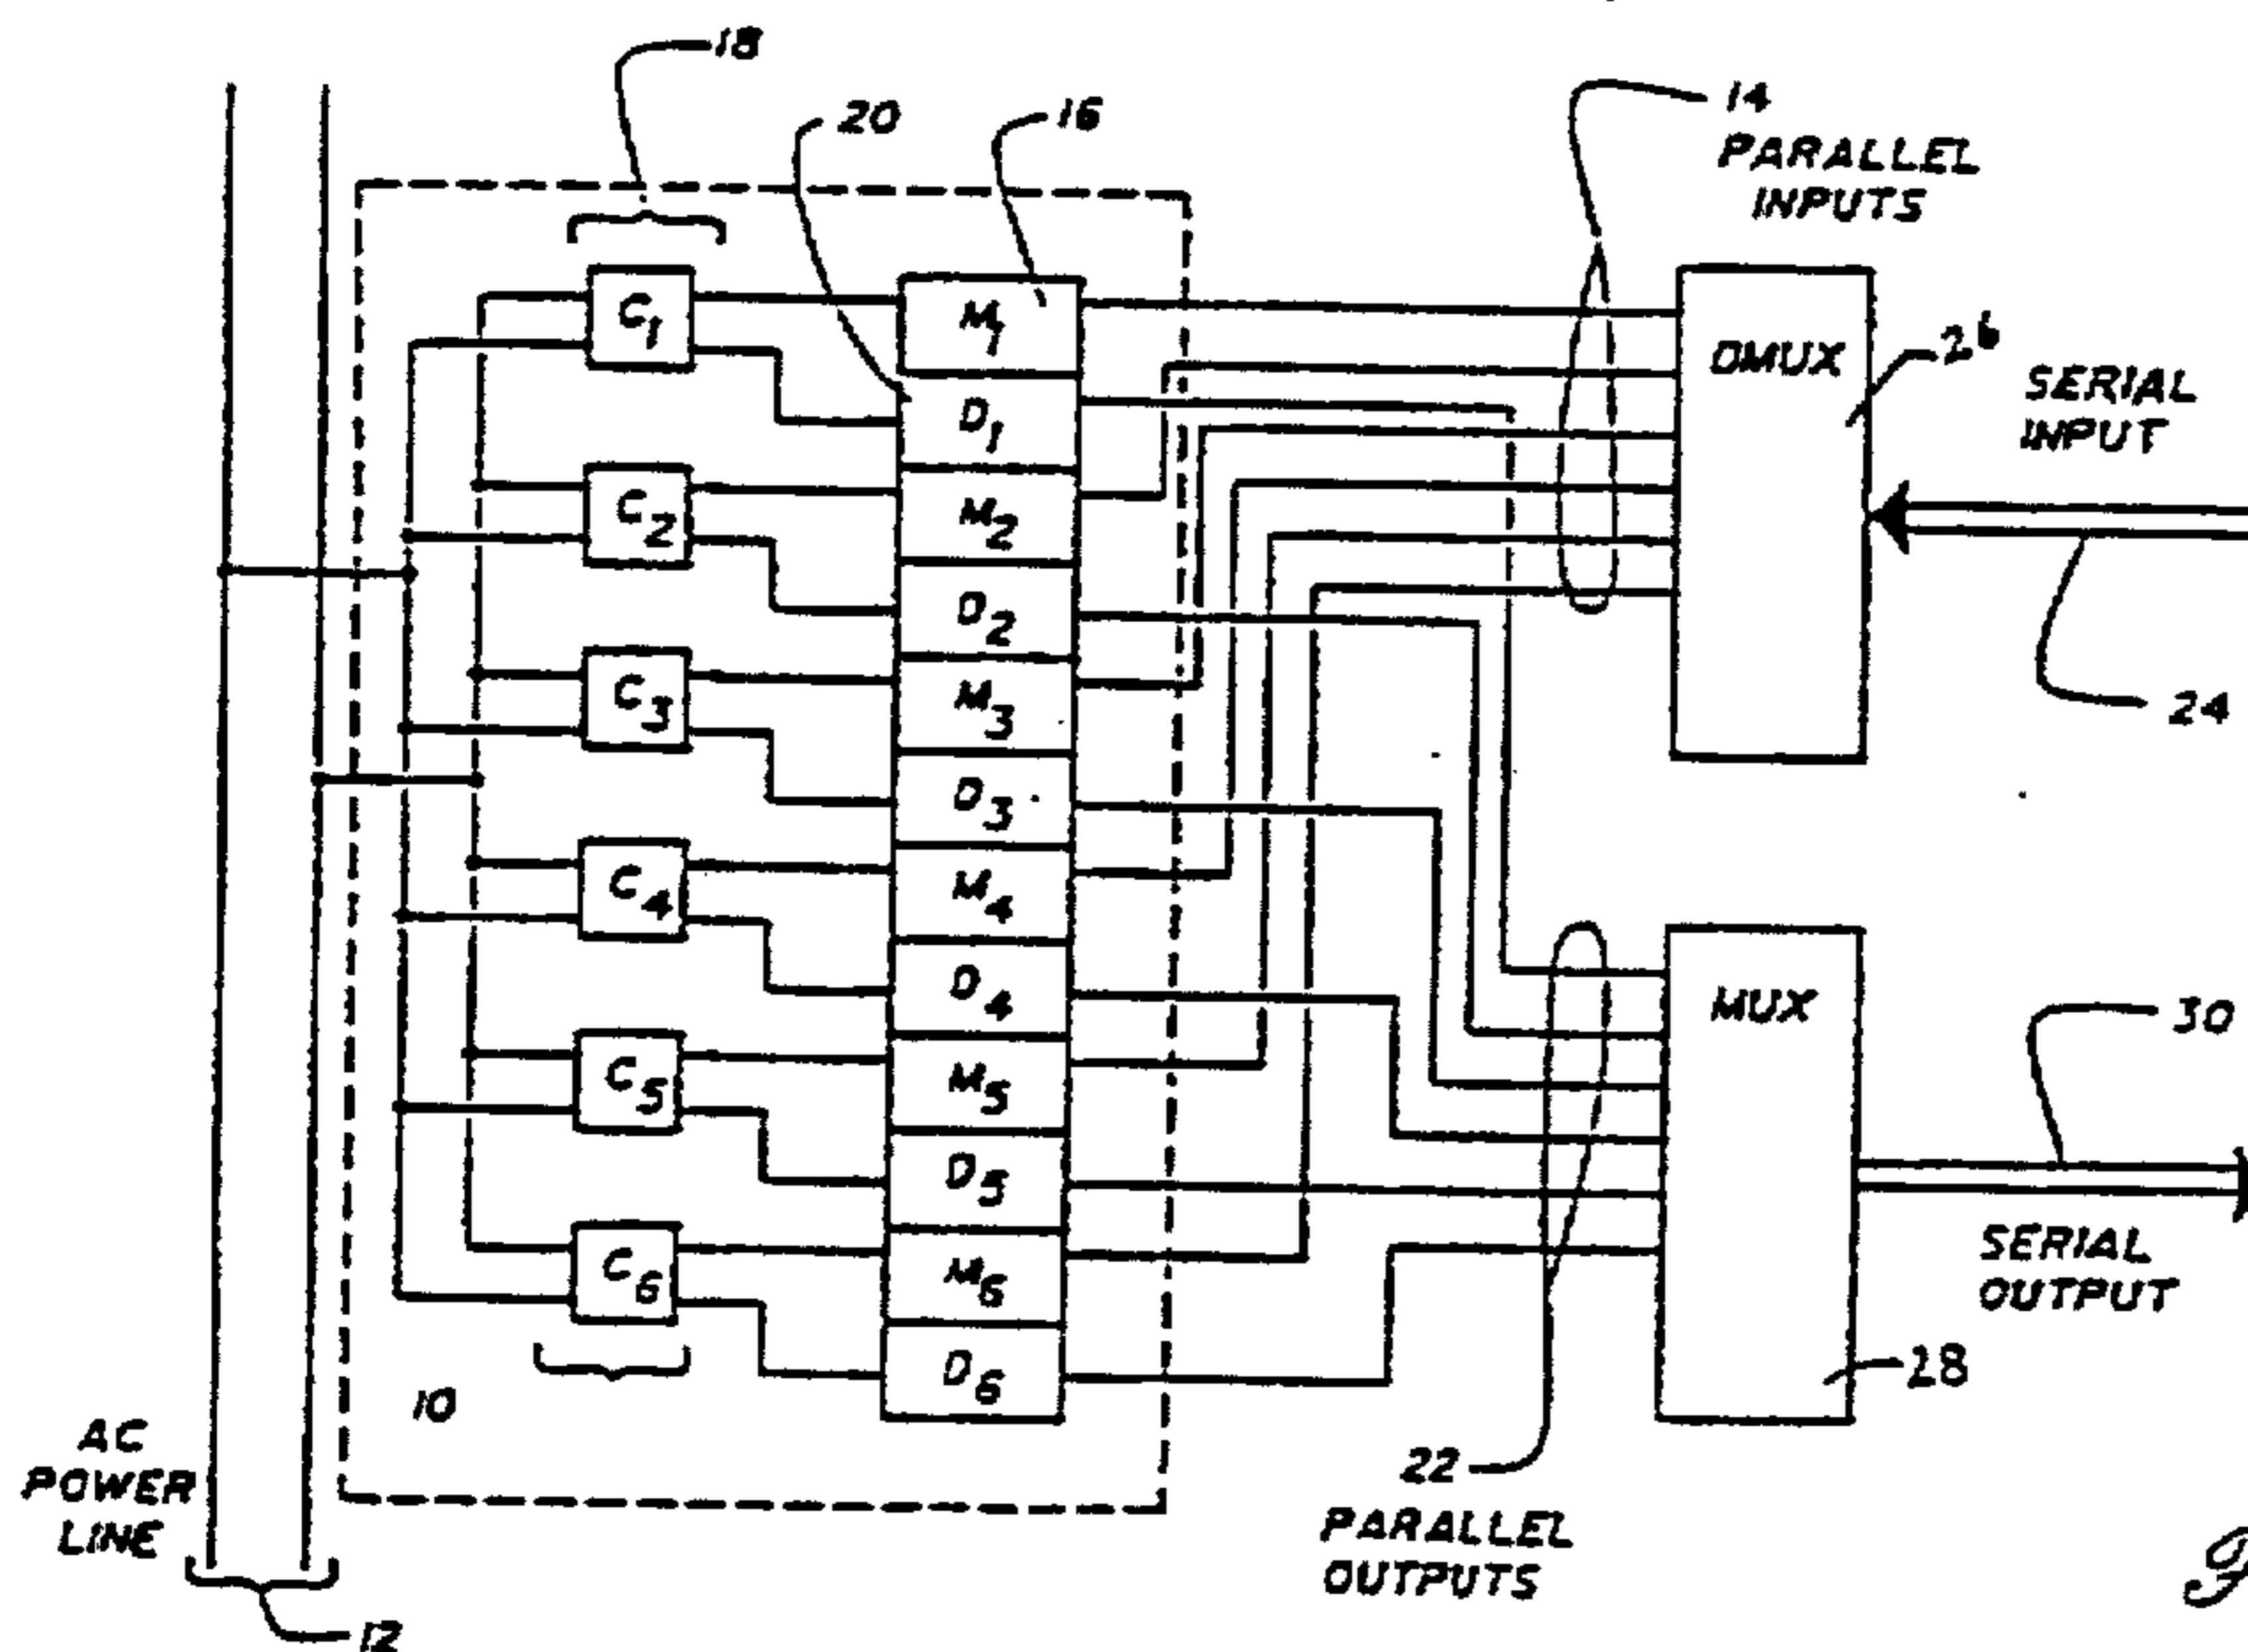 18
20
16
14
PARALLEL
INPUTS
C1
M1
DMUX
26
SERIAL
INPUT
D1
C2
M2
D2
C3
M3
24
D3
C4
M4
D4
MUX
30
C5
M5
D5
SERIAL
OUTPUT
C6
M6
D6
28
10
AC
POWER
LINE
22
PARALLEL
OUTPUTS
12